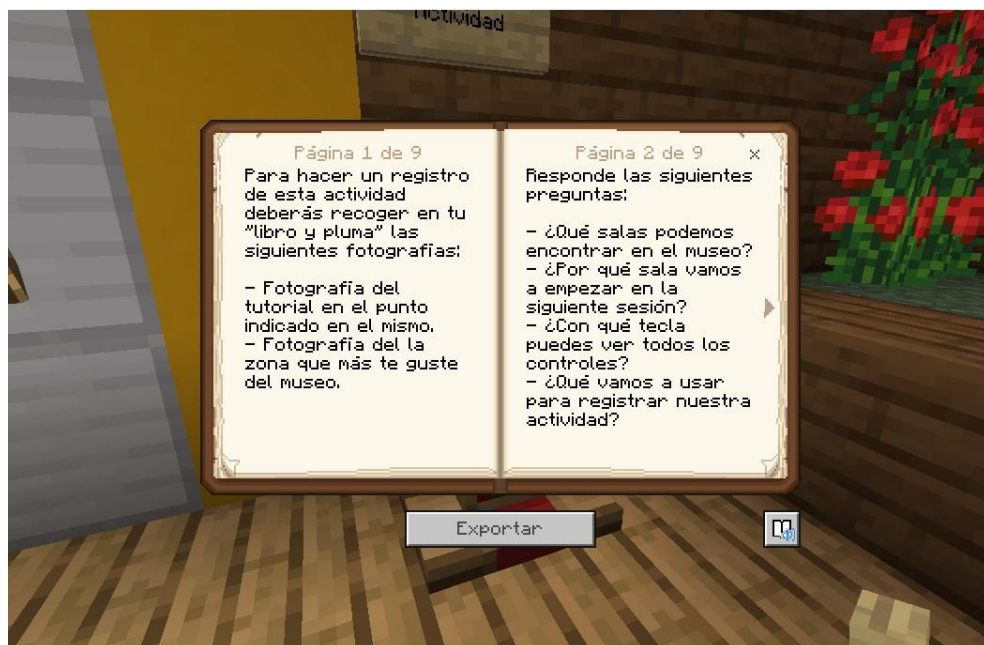 Actividad
Página 1 de 9
Para hacer un registro
de esta actividad
deberás recoger en tu
"libro y pluma" las
siguientes fotografías:
- Fotografía del
tutorial en el punto
indicado en el mismo.
- Fotografía del la
zona que más te guste
del museo.
Página 2 de 9
x
Responde las siguientes
preguntas:
- ¿Qué salas podemos
encontrar en el museo?
- ¿Por qué sala vamos
a empezar en la
siguiente sesión?
- ¿Con qué tecla
puedes ver todos los
controles?
- ¿Qué vamos a usar
para registrar nuestra
actividad?
Exportar